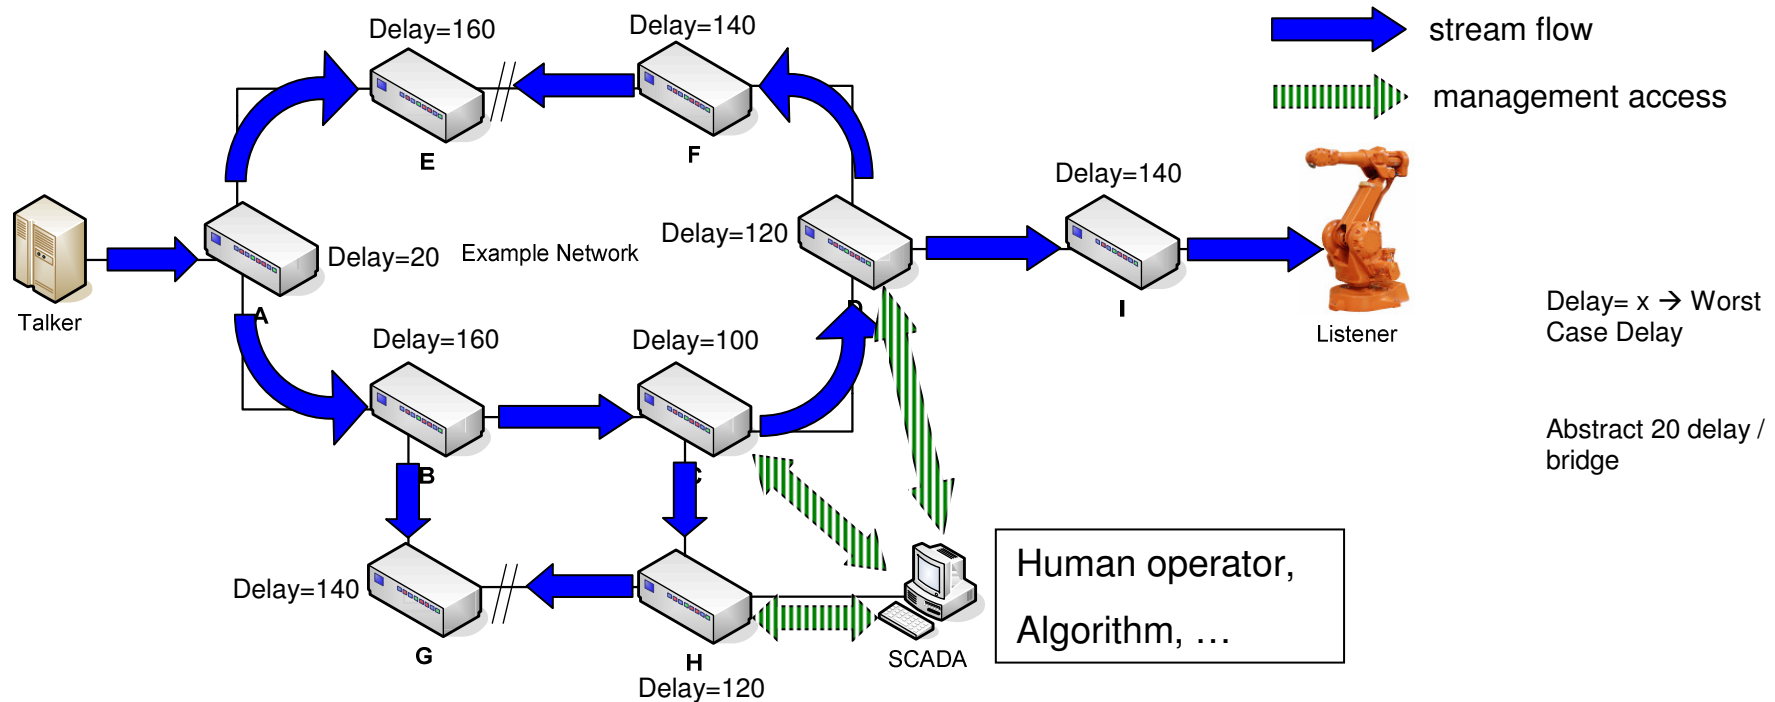 Delay=160
Delay=140
stream flow
management access
E
F
Delay=140
Delay=20
Example Network
Delay=120
Talker
A
D
I
Listener
Delay= x → Worst
Case Delay
Delay=160
Delay=100
Abstract 20 delay /
bridge
B
C
Delay=140
G
H
Delay=120
SCADA
Human operator,
Algorithm, …